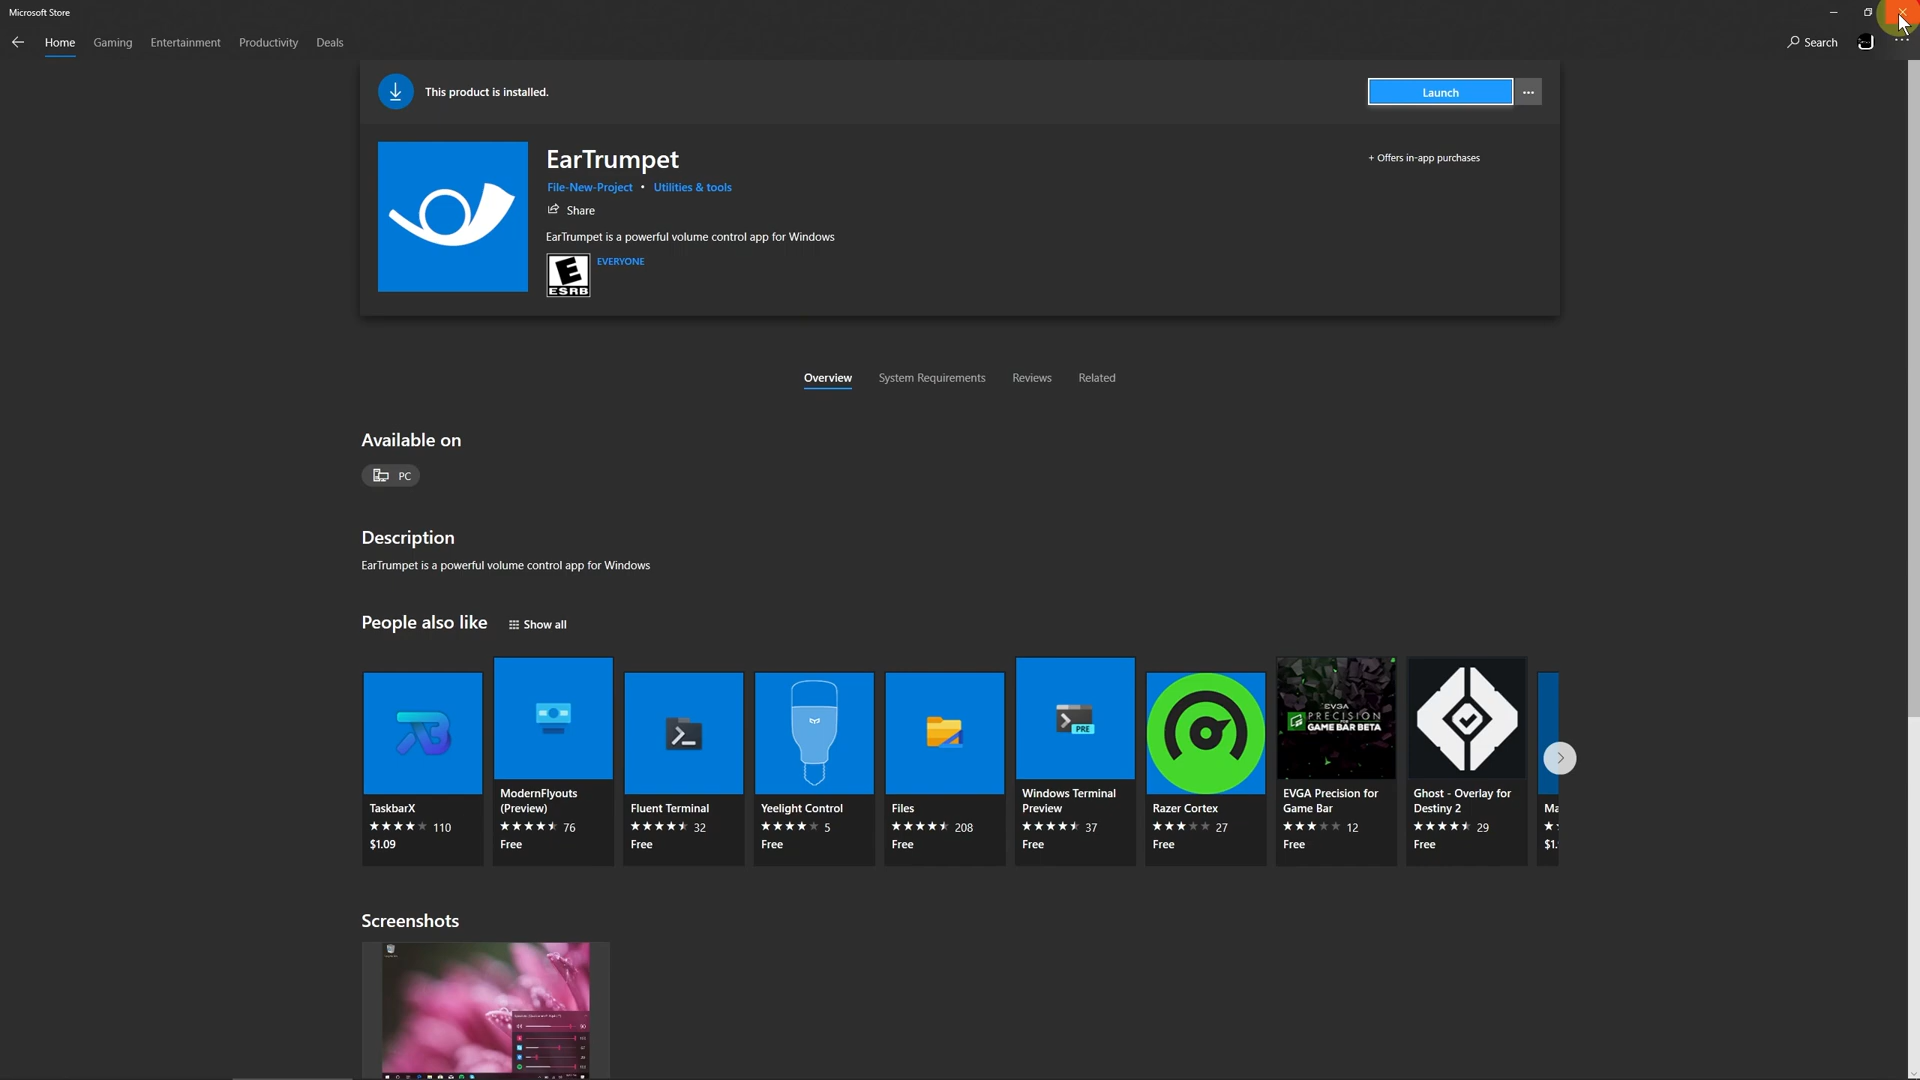 Microsoft Store
Home Gaming Entertainment Productivity Deals Search
This product is installed. Launch
EarTrumpet
+ Offers in-app purchases
File-New-Project • Utilities & tools
Share
EarTrumpet is a powerful volume control app for Windows
E EVERYONE
ESRB
Overview System Requirements Reviews Related
Available on
PC
Description
EarTrumpet is a powerful volume control app for Windows
People also like Show all
PRE
EVGA
PRECISION
FOR
GAME BAR BETA
TaskbarX
110
$1.09
ModernFlyouts
(Preview)
76
Free
Fluent Terminal
32
Free
Yeelight Control
5
Free
Files
208
Free
Windows Terminal
Preview
37
Free
Razer Cortex
27
Free
EVGA Precision for
Game Bar
12
Free
Ghost - Overlay for
Destiny 2
29
Free
Screenshots